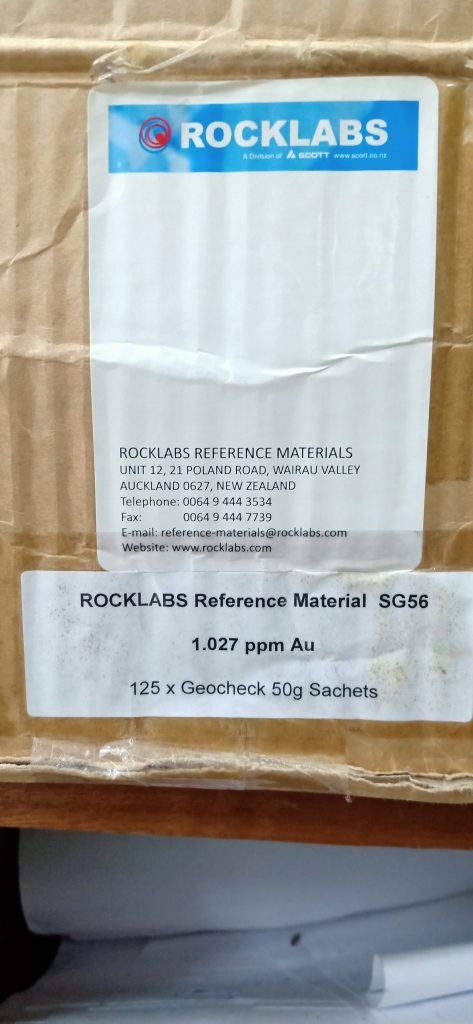 ROCKLABS
A Division of SCOTT www.scott.co.nz
ROCKLABS REFERENCE MATERIALS
UNIT 12, 21 POLAND ROAD, WAIRAU VALLEY
AUCKLAND 0627, NEW ZEALAND
Telephone: 0064 9 444 3534
Fax: 0064 9 444 7739
E-mail: reference-materials@rocklabs.com
Website: www.rocklabs.com
ROCKLABS Reference Material SG56
1.027 ppm Au
125 x Geocheck 50g Sachets